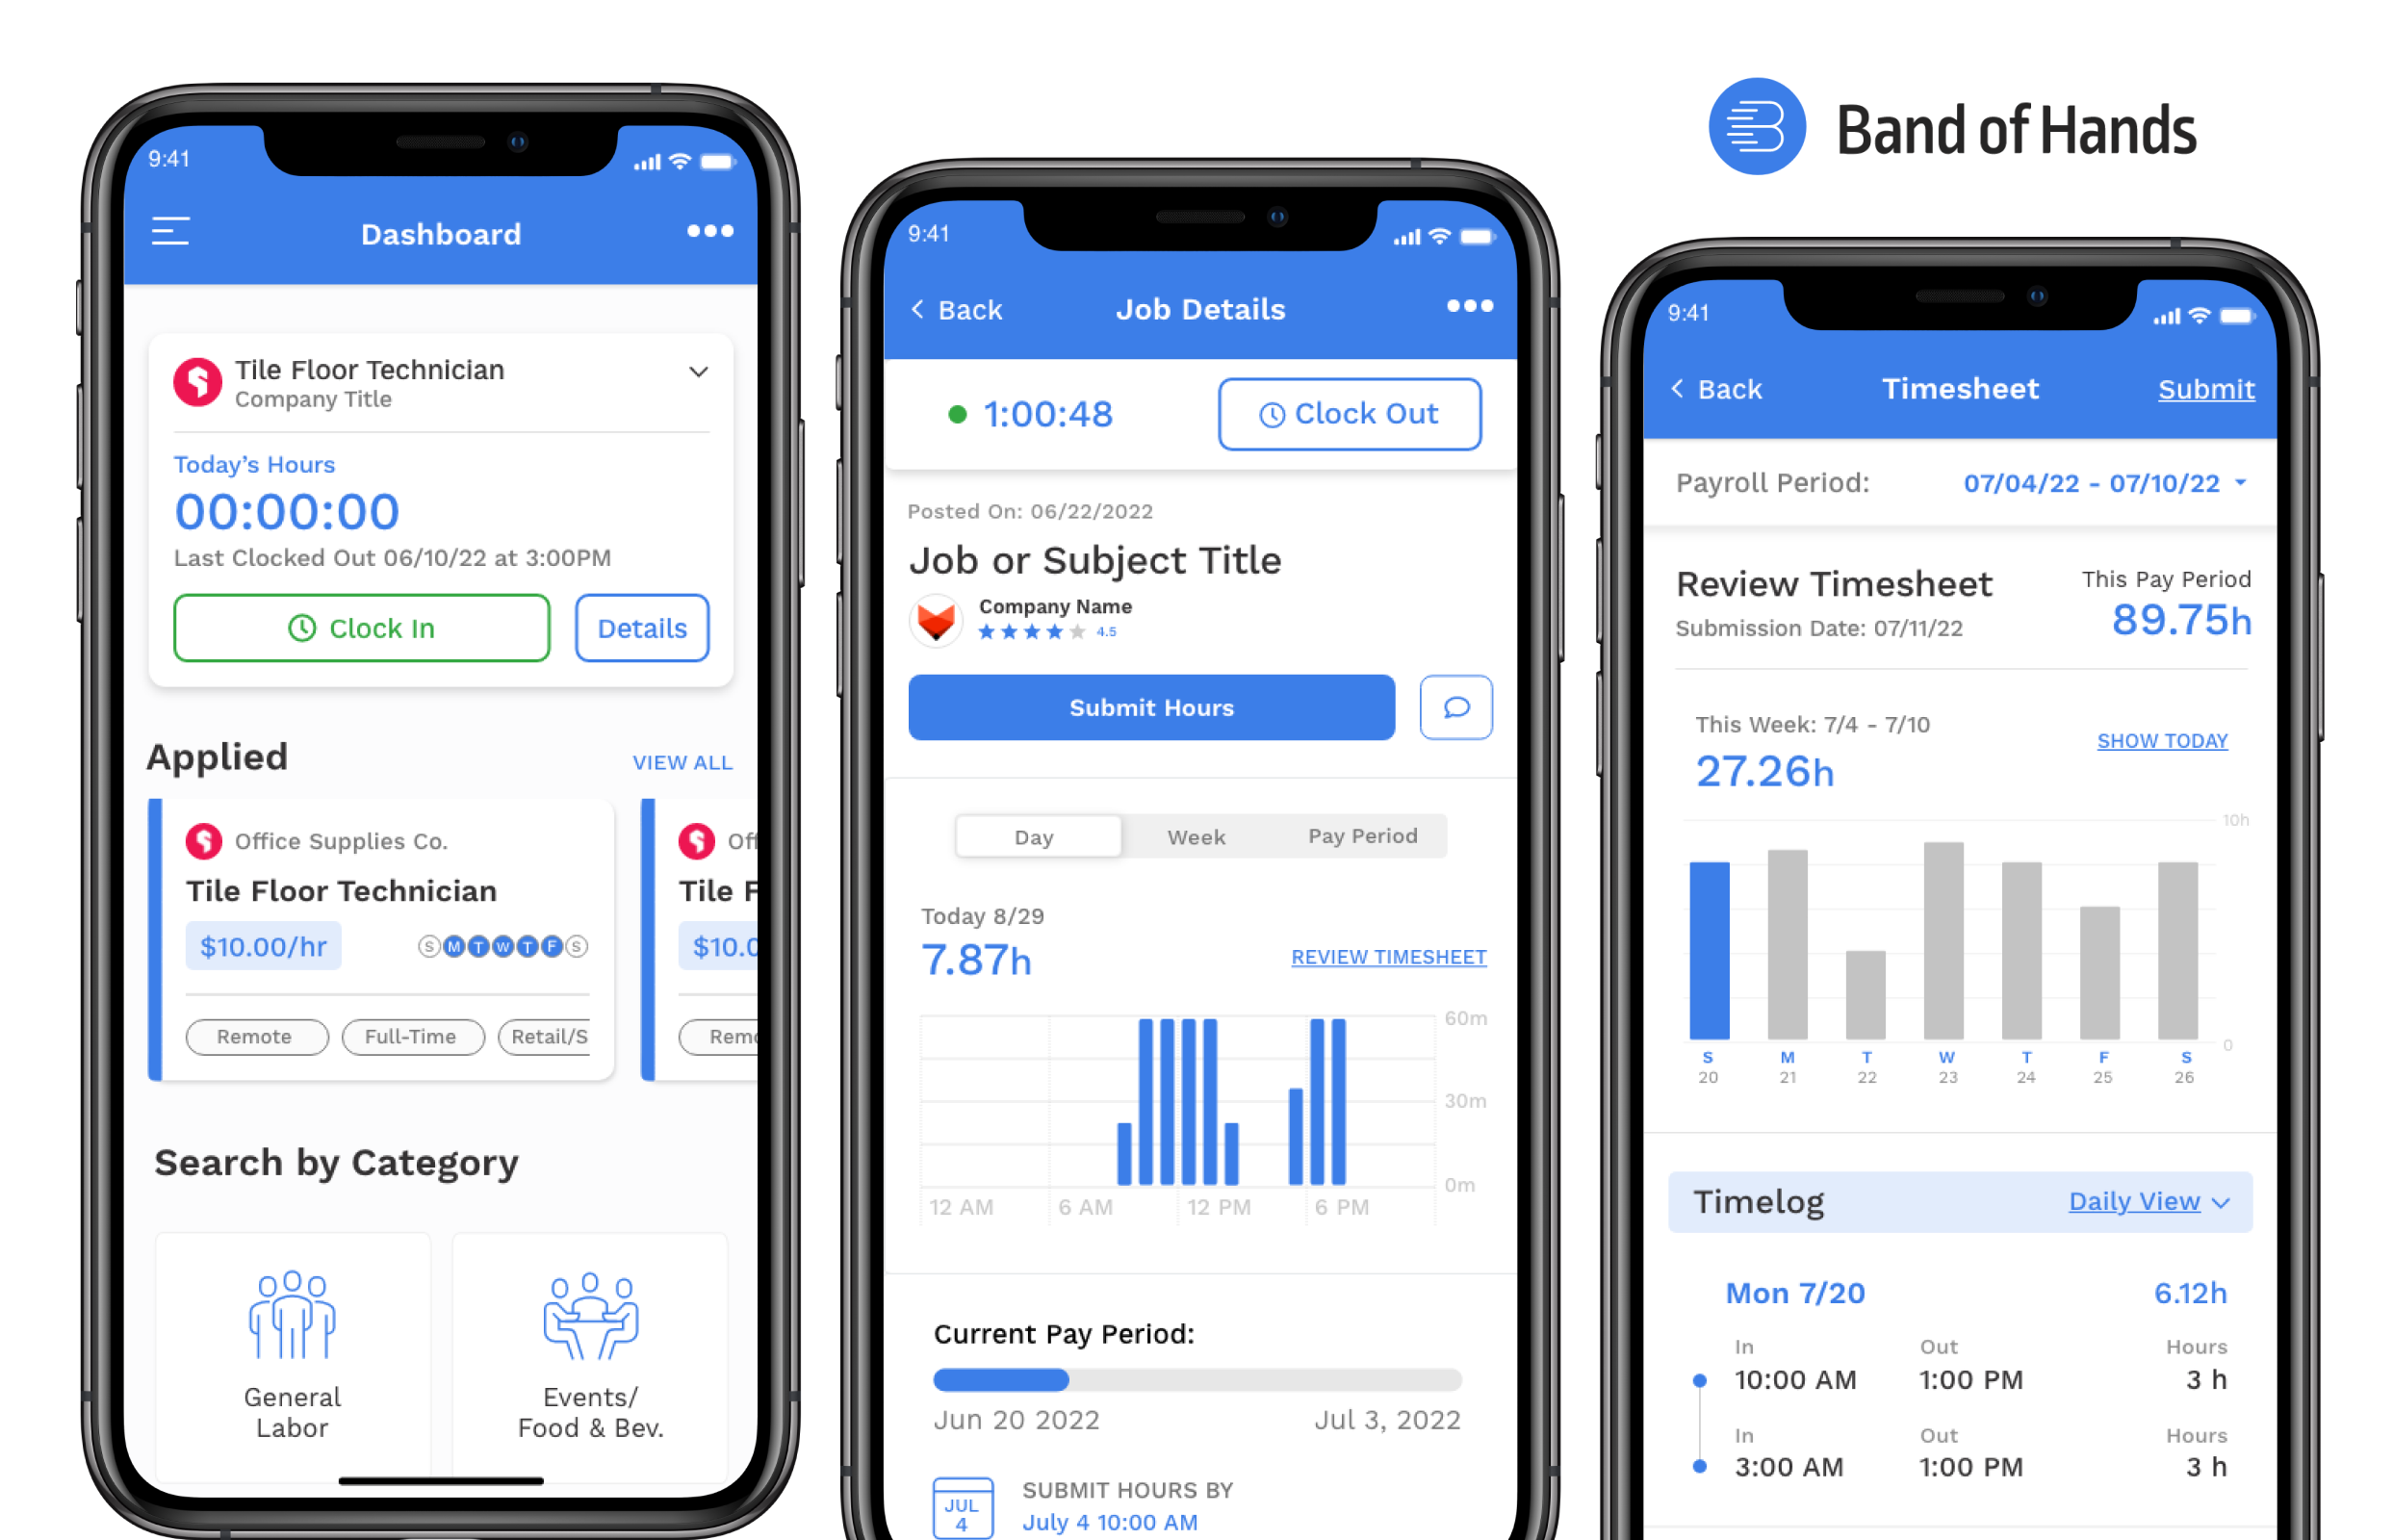 Band of Hands
9:41
Dashboard
Tile Floor Technician
Company Title
Today's Hours
00:00:00
Last Clocked Out 06/10/22 at 3:00PM
Clock In
Details
Applied
VIEW ALL
Office Supplies Co.
Tile Floor Technician
$10.00/hr
S M T W T F S
Remote
Full-Time
Retail/S
Off
Tile F
$10.0
Rem
Search by Category
General
Labor
Events/
Food & Bev.
9:41
Back
Job Details
1:00:48
Clock Out
Posted On: 06/22/2022
Job or Subject Title
Company Name
4.5
Submit Hours
Day
Week
Pay Period
Today 8/29
7.87h
REVIEW TIMESHEET
60m
30m
0m
12 AM
6 AM
12 PM
6 PM
Current Pay Period:
Jun 20 2022
Jul 3, 2022
JUL
4
SUBMIT HOURS BY
July 4 10:00 AM
9:41
Back
Timesheet
Submit
Payroll Period:
07/04/22 - 07/10/22
Review Timesheet
Submission Date: 07/11/22
This Pay Period
89.75h
This Week: 7/4 - 7/10
27.26h
SHOW TODAY
10h
0
S M T W T F S
20 21 22 23 24 25 26
Timelog
Daily View
Mon 7/20
6.12h
In Out Hours
10:00 AM 1:00 PM 3 h
In Out Hours
3:00 AM 1:00 PM 3 h